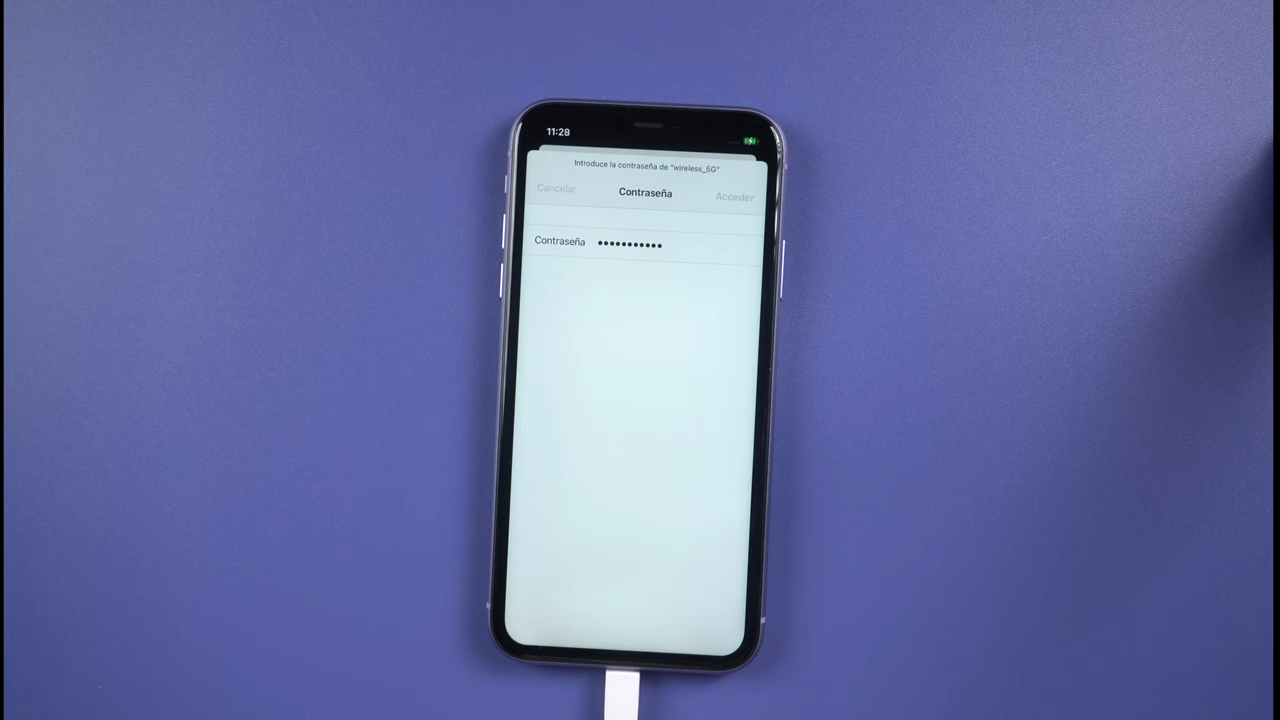 11:28
Introduce la contraseña de "wireless_5G"
Cancelar Contraseña Acceder
Contraseña •••••••••••